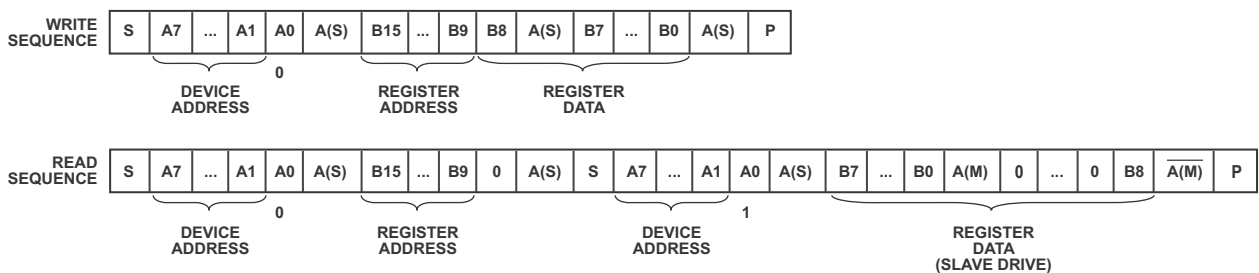 WRITE
SEQUENCE
S A7 ... A1 A0 A(S) B15 ... B9 B8 A(S) B7 ... B0 A(S) P
0
DEVICE
ADDRESS
REGISTER
ADDRESS
REGISTER
DATA
READ
SEQUENCE
S A7 ... A1 A0 A(S) B15 ... B9 0 A(S) S A7 ... A1 A0 A(S) B7 ... B0 A(M) 0 ... 0 B8 A(M) P
0 1
DEVICE
ADDRESS
REGISTER
ADDRESS
DEVICE
ADDRESS
REGISTER
DATA
(SLAVE DRIVE)